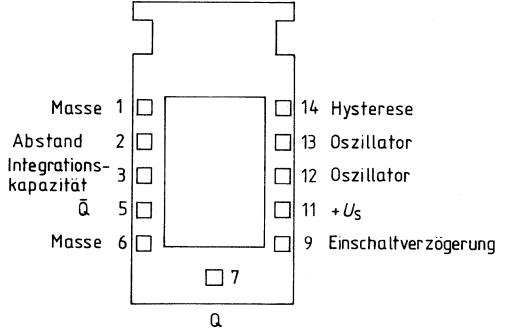 Masse 1
14 Hysterese
Abstand 2
13 Oszillator
Integrations-
kapazität 3
12 Oszillator
Q̄ 5
11 +US
Masse 6
9 Einschaltverzögerung
7
Q